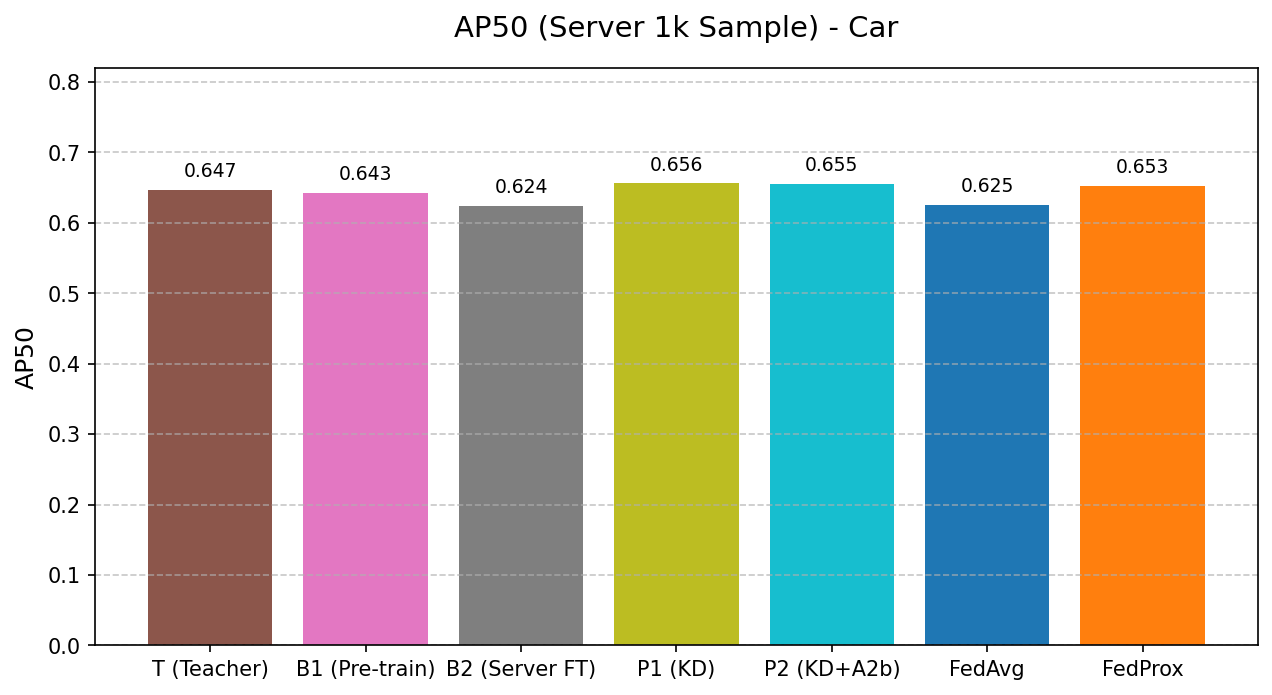 AP50 (Server 1k Sample) - Car
AP50
0.8
0.7
0.6
0.5
0.4
0.3
0.2
0.1
0.0
0.647
0.643
0.624
0.656
0.655
0.625
0.653
T (Teacher)
B1 (Pre-train)
B2 (Server FT)
P1 (KD)
P2 (KD+A2b)
FedAvg
FedProx